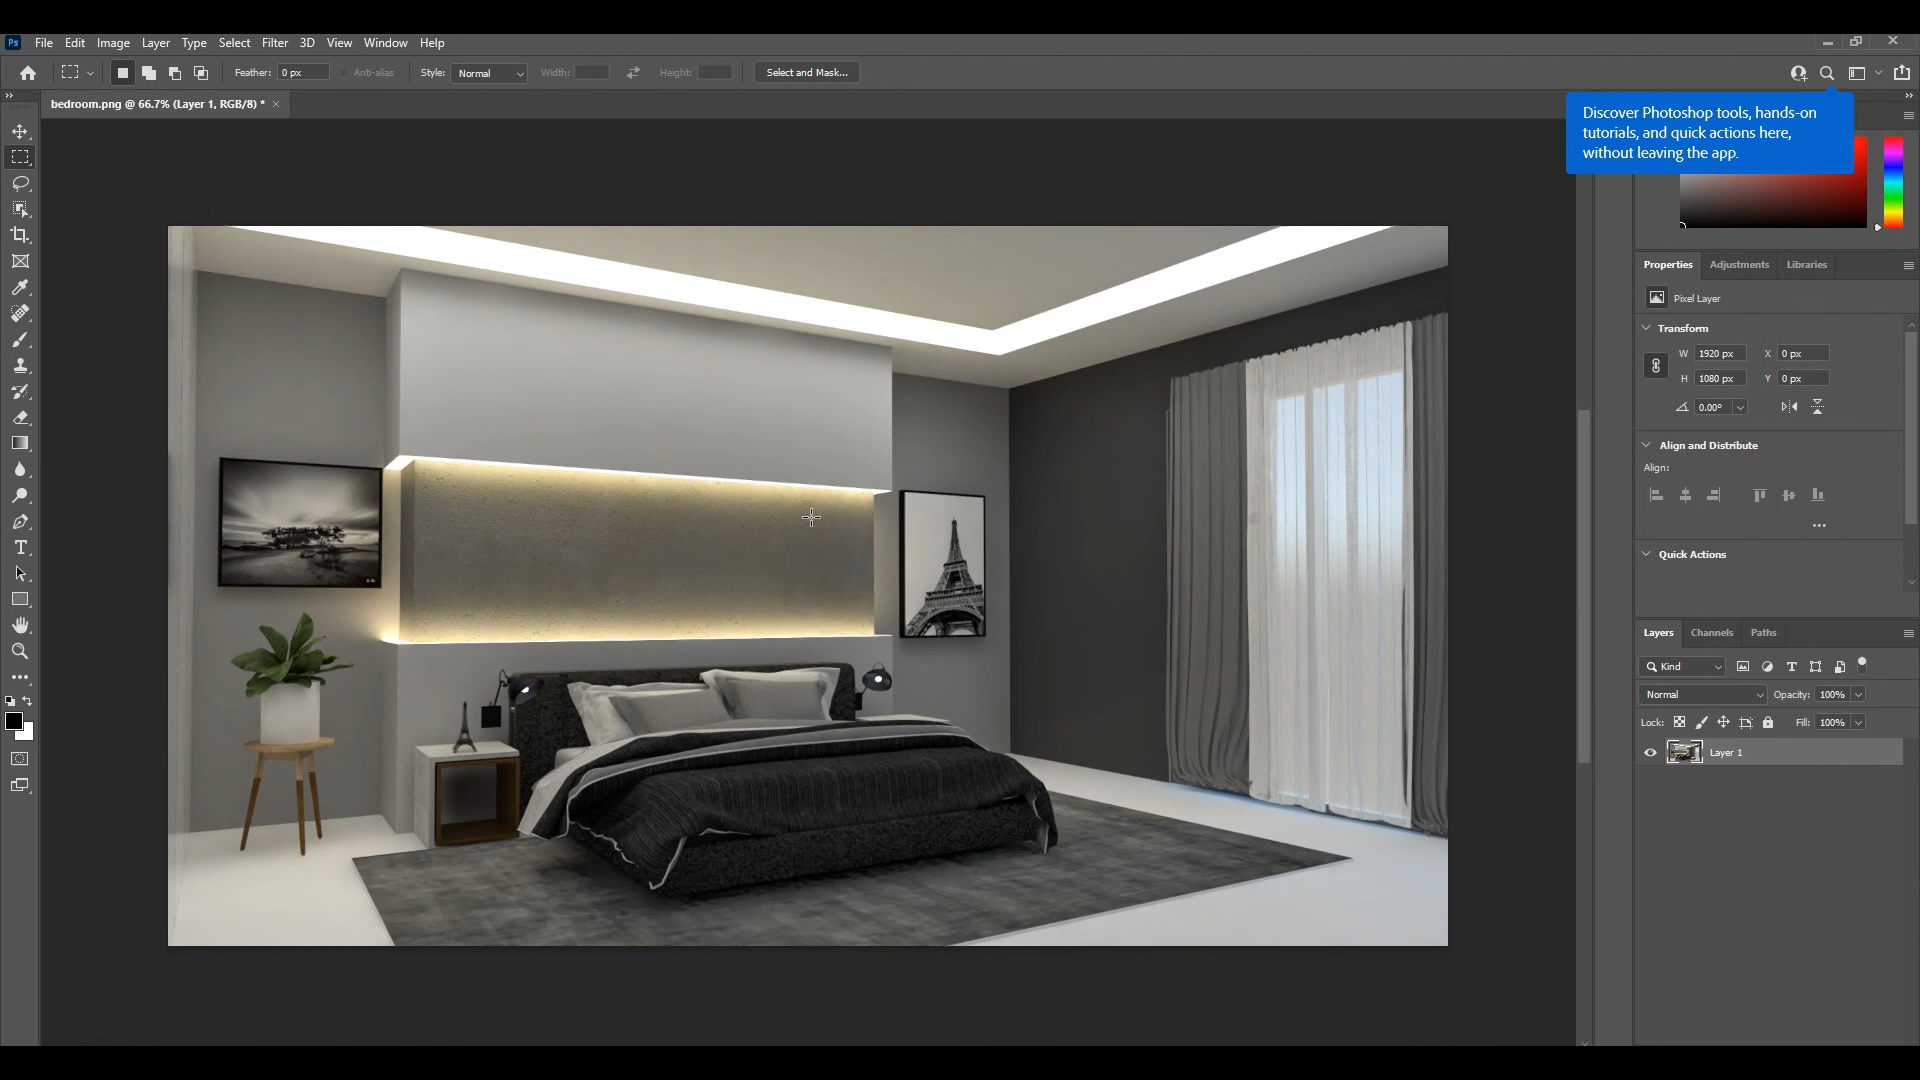 Ps File Edit Image Layer Type Select Filter 3D View Window Help
Feather: 0 px Anti-alias Style: Normal Width: Height: Select and Mask...
bedroom.png @ 66.7% (Layer 1, RGB/8) *
Discover Photoshop tools, hands-on
tutorials, and quick actions here,
without leaving the app.
Properties Adjustments Libraries
Pixel Layer
Transform
W 1920 px X 0 px
H 1080 px Y 0 px
0.00°
Align and Distribute
Align:
Quick Actions
Layers Channels Paths
Kind
Normal Opacity: 100%
Lock: Fill: 100%
Layer 1